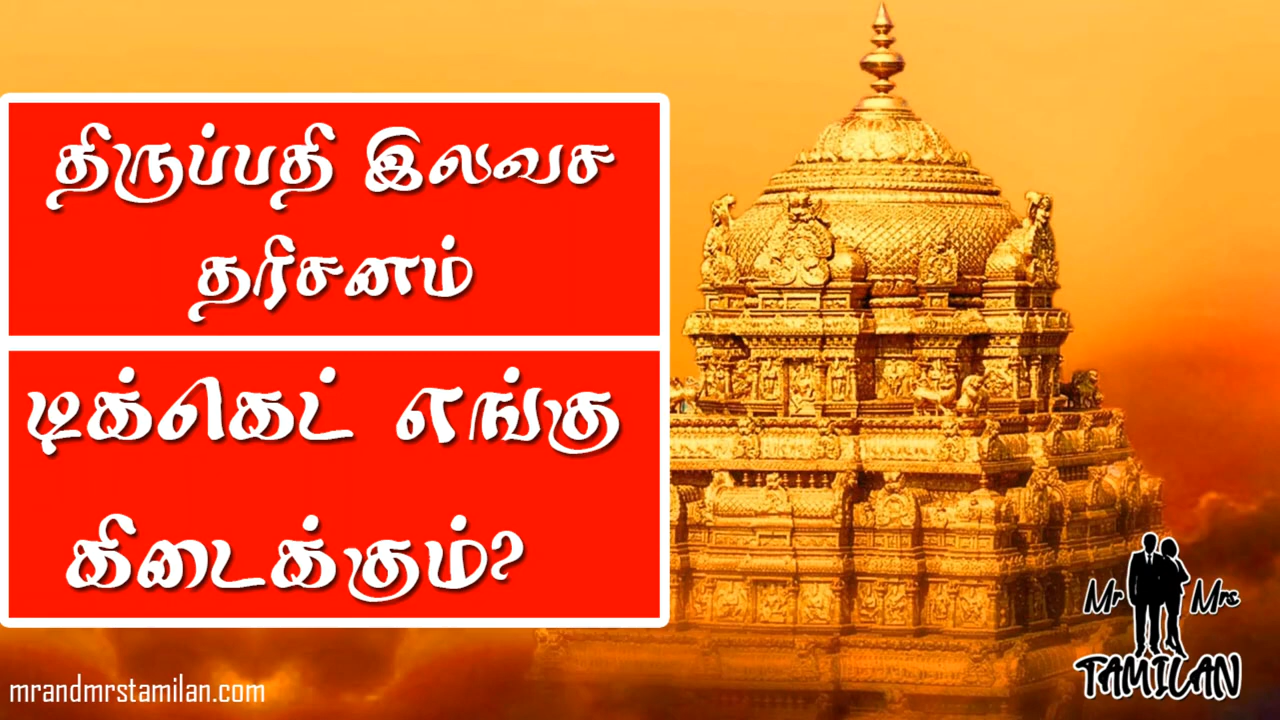 திருப்பதி இலவச
தரிசனம்
டிக்கெட் எங்கு
கிடைக்கும்?
Mr Mrs
TAMILAN
mrandmrstamilan.com